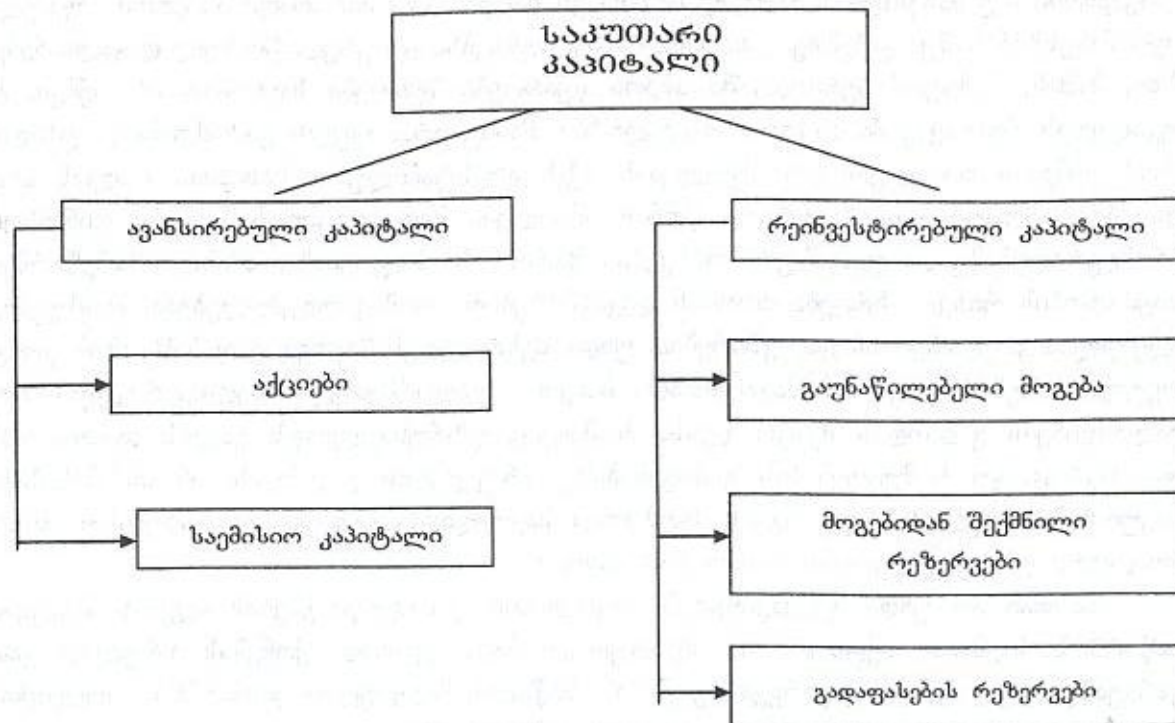 საკუთარი
კაპიტალი
ავანსირებული კაპიტალი
აქციები
საემისიო კაპიტალი
რეინვესტირებული კაპიტალი
გაუნაწილებელი მოგება
მოგებიდან შექმნილი
რეზერვები
გადაფასების რეზერვები